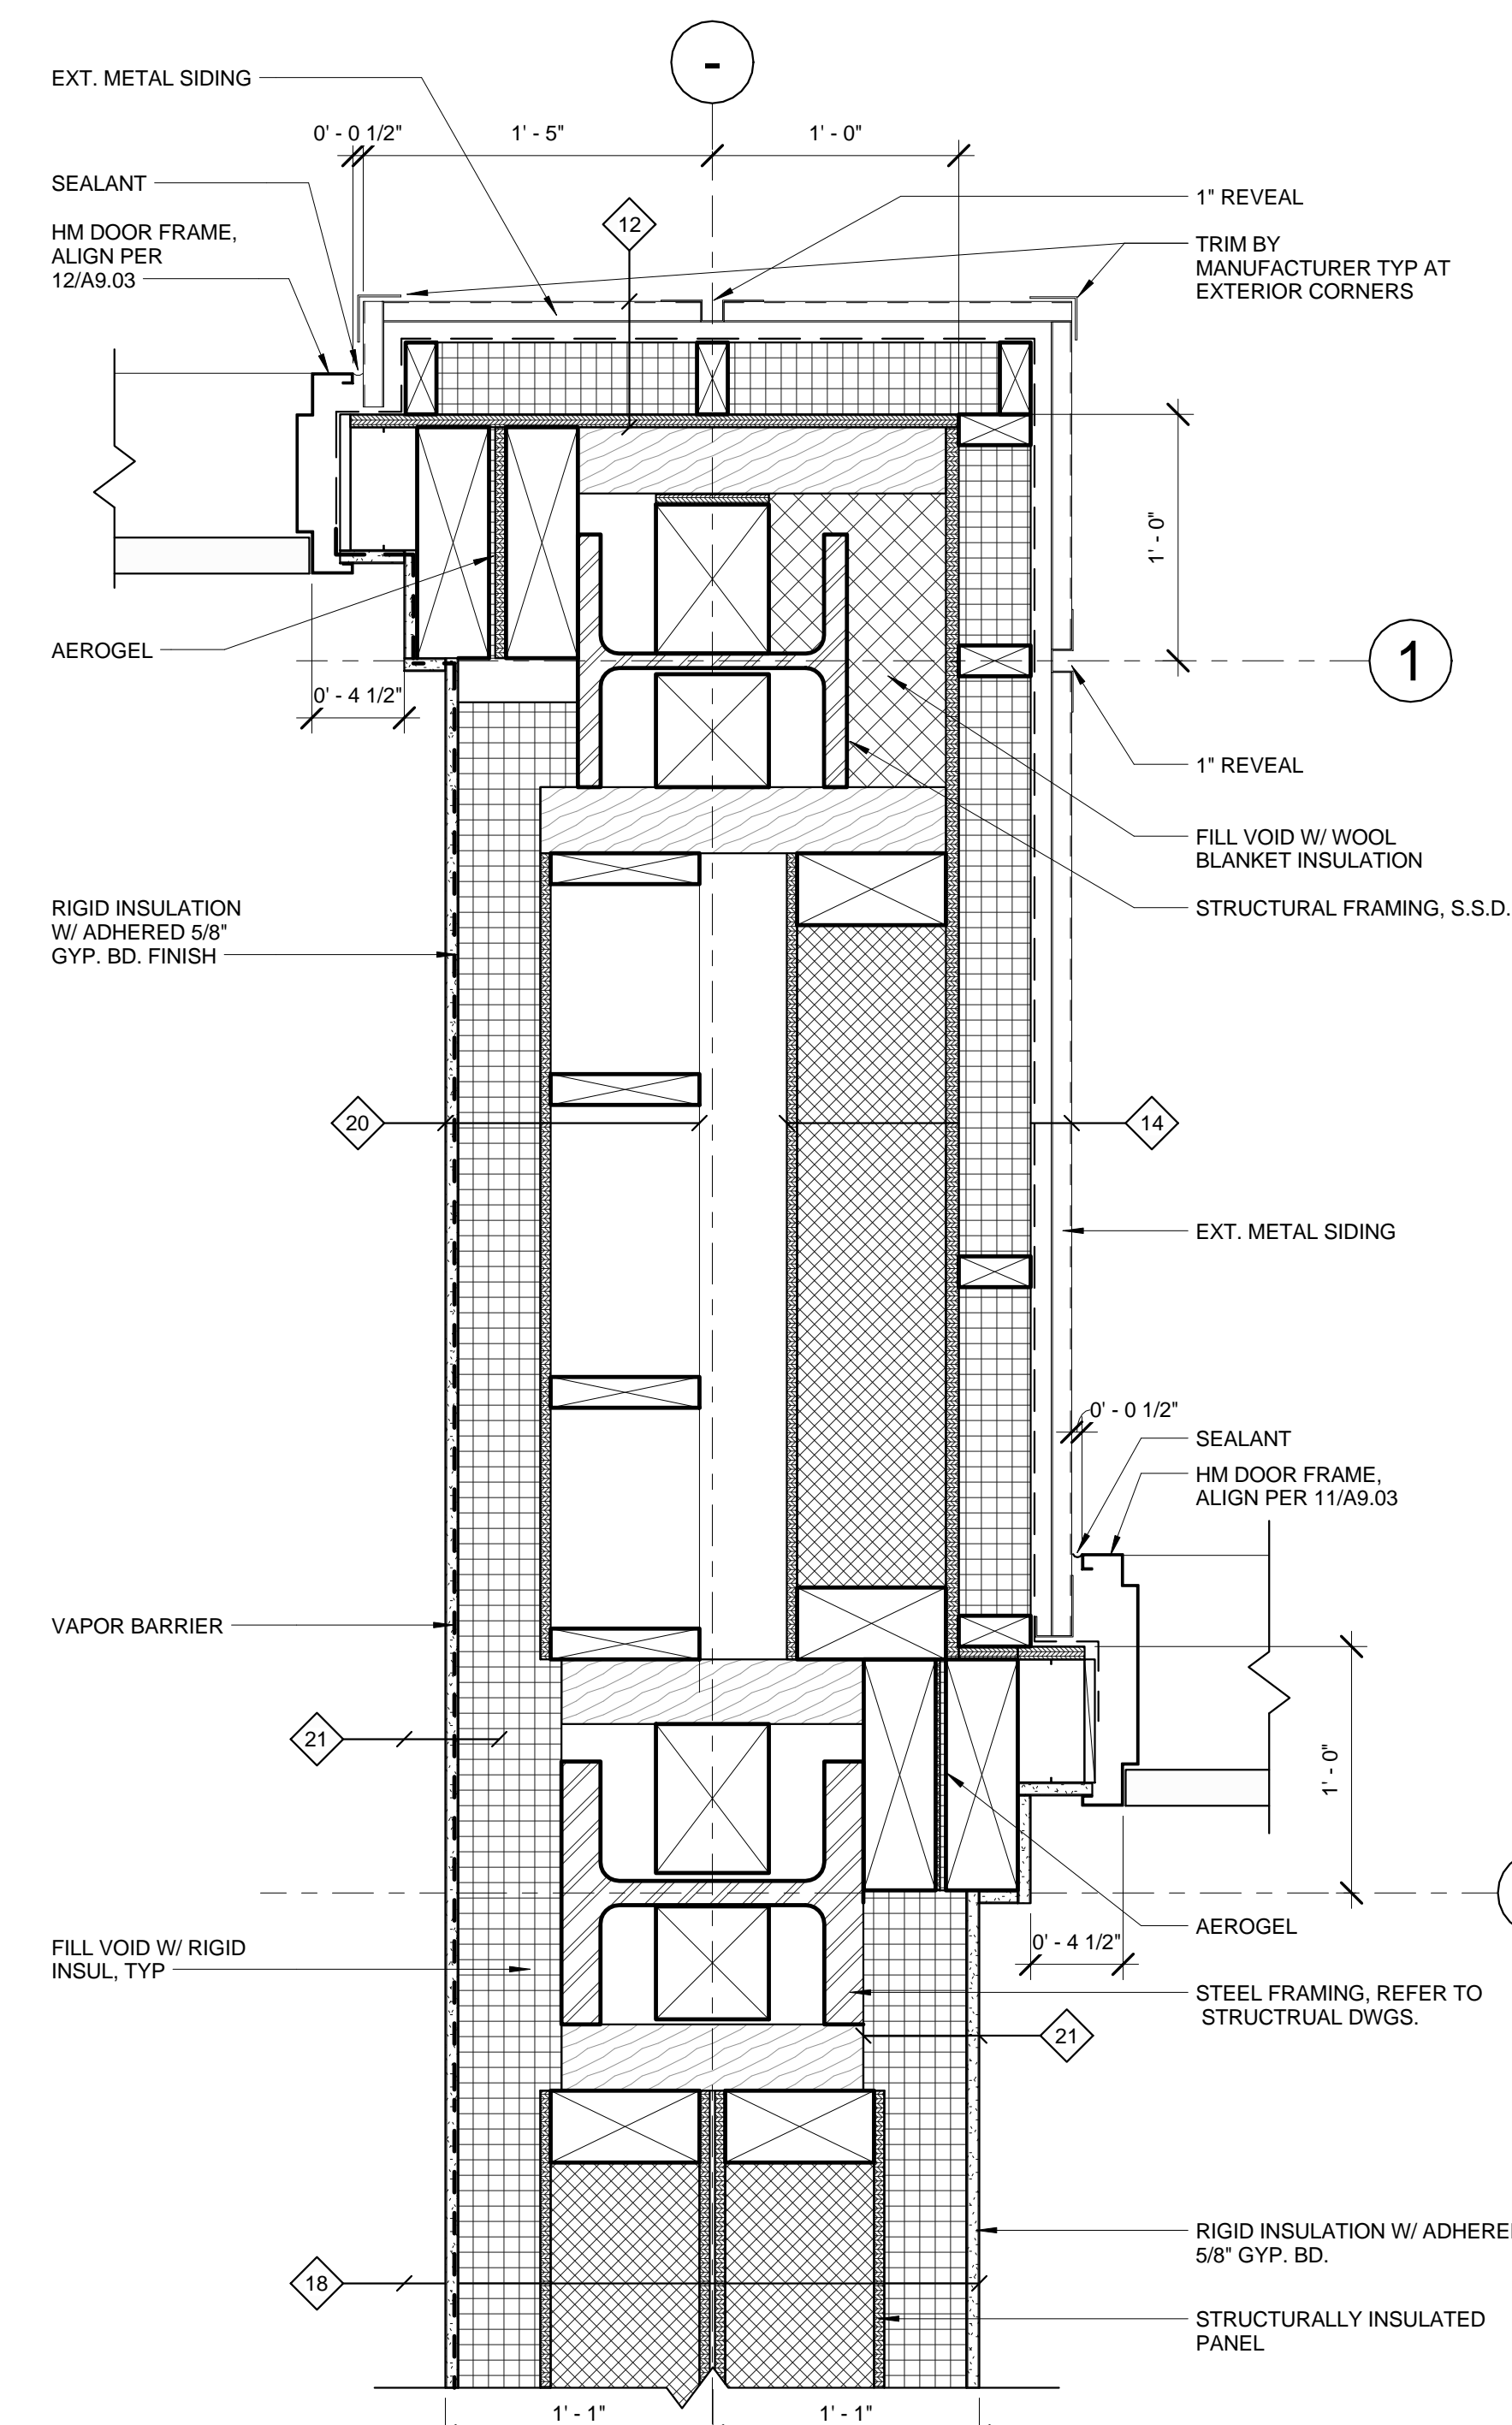 -
EXT. METAL SIDING
0' - 0 1/2"
1' - 5"
1' - 0"
SEALANT
1" REVEAL
HM DOOR FRAME,
ALIGN PER
12/A9.03
12
TRIM BY
MANUFACTURER TYP AT
EXTERIOR CORNERS
1' - 0"
AEROGEL
1
0' - 4 1/2"
1" REVEAL
FILL VOID W/ WOOL
BLANKET INSULATION
RIGID INSULATION
W/ ADHERED 5/8"
GYP. BD. FINISH
STRUCTURAL FRAMING, S.S.D.
20
14
EXT. METAL SIDING
0' - 0 1/2"
SEALANT
HM DOOR FRAME,
ALIGN PER 11/A9.03
VAPOR BARRIER
21
1' - 0"
AEROGEL
0' - 4 1/2"
FILL VOID W/ RIGID
INSUL, TYP
STEEL FRAMING, REFER TO
STRUCTRUAL DWGS.
21
RIGID INSULATION W/ ADHERE
5/8" GYP. BD.
18
STRUCTURALLY INSULATED
PANEL
1' - 1"
1' - 1"